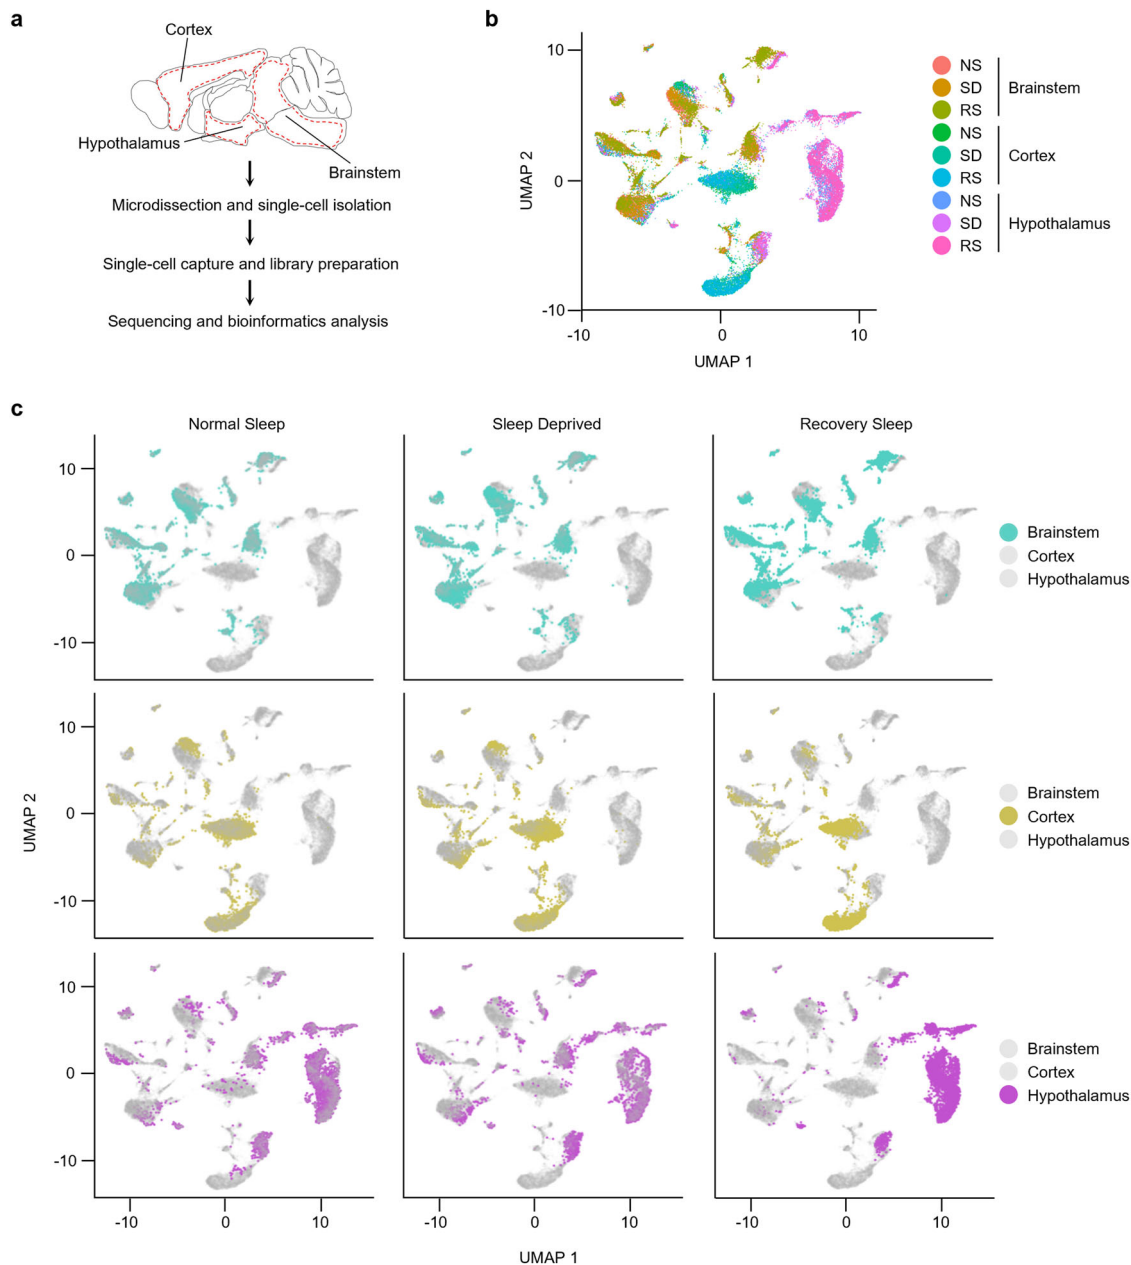 a
Cortex
Hypothalamus
Brainstem
Microdissection and single-cell isolation
Single-cell capture and library preparation
Sequencing and bioinformatics analysis
b
UMAP 2
10
0
-10
-10 0 10
UMAP 1
NS
SD
RS
Brainstem
NS
SD
RS
Cortex
NS
SD
RS
Hypothalamus
c
Normal Sleep Sleep Deprived Recovery Sleep
10
0
-10
Brainstem
Cortex
Hypothalamus
UMAP 2
10
0
-10
Brainstem
Cortex
Hypothalamus
10
0
-10
Brainstem
Cortex
Hypothalamus
-10 0 10 -10 0 10 -10 0 10
UMAP 1